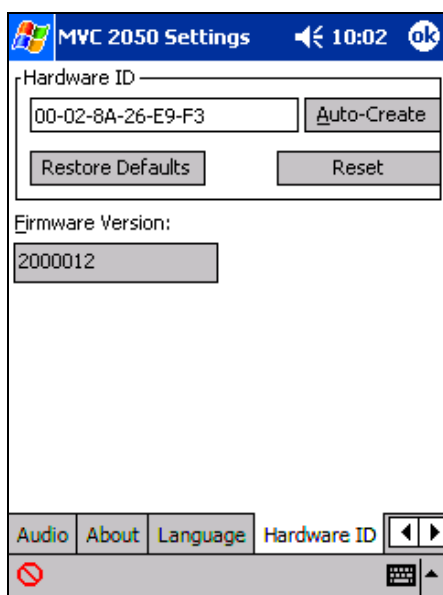 MVC 2050 Settings 10:02 ok
Hardware ID
00-02-8A-26-E9-F3 Auto-Create
Restore Defaults Reset
Firmware Version:
2000012
Audio About Language Hardware ID